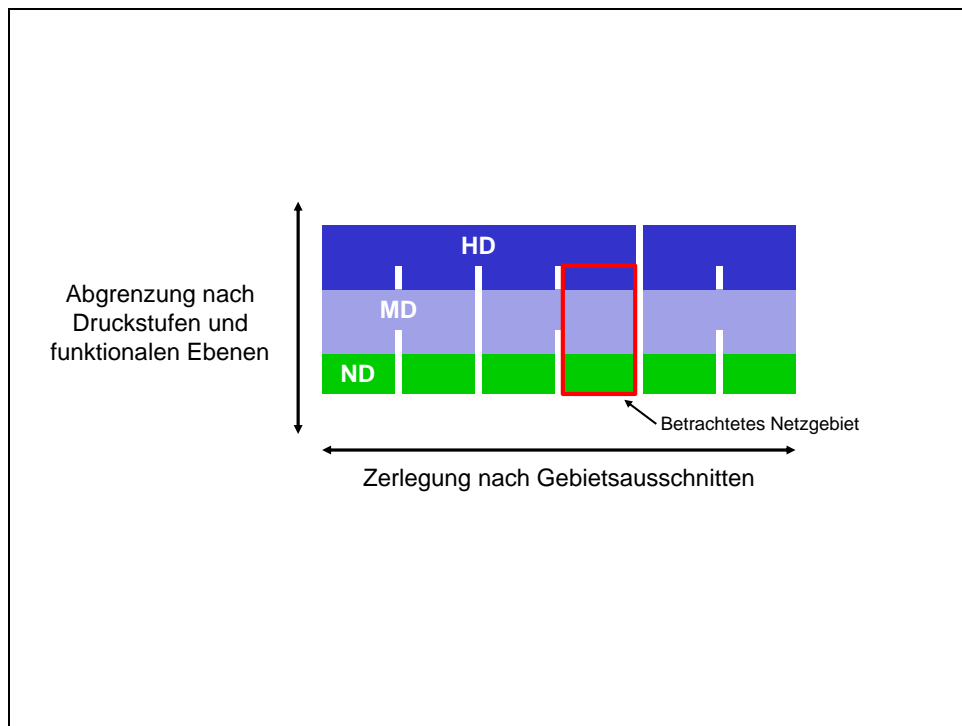 HD
Abgrenzung nach
Druckstufen und
funktionalen Ebenen
MD
ND
Betrachtetes Netzgebiet
Zerlegung nach Gebietsausschnitten